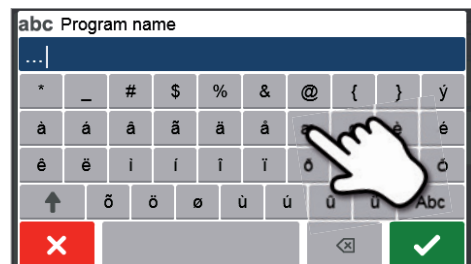 abc Program name
...
* _ # $ % & @ { } ý
à á â ã ä å è é
ê ë ì í î ï ð
õ ö ø ù ú û ü Abc